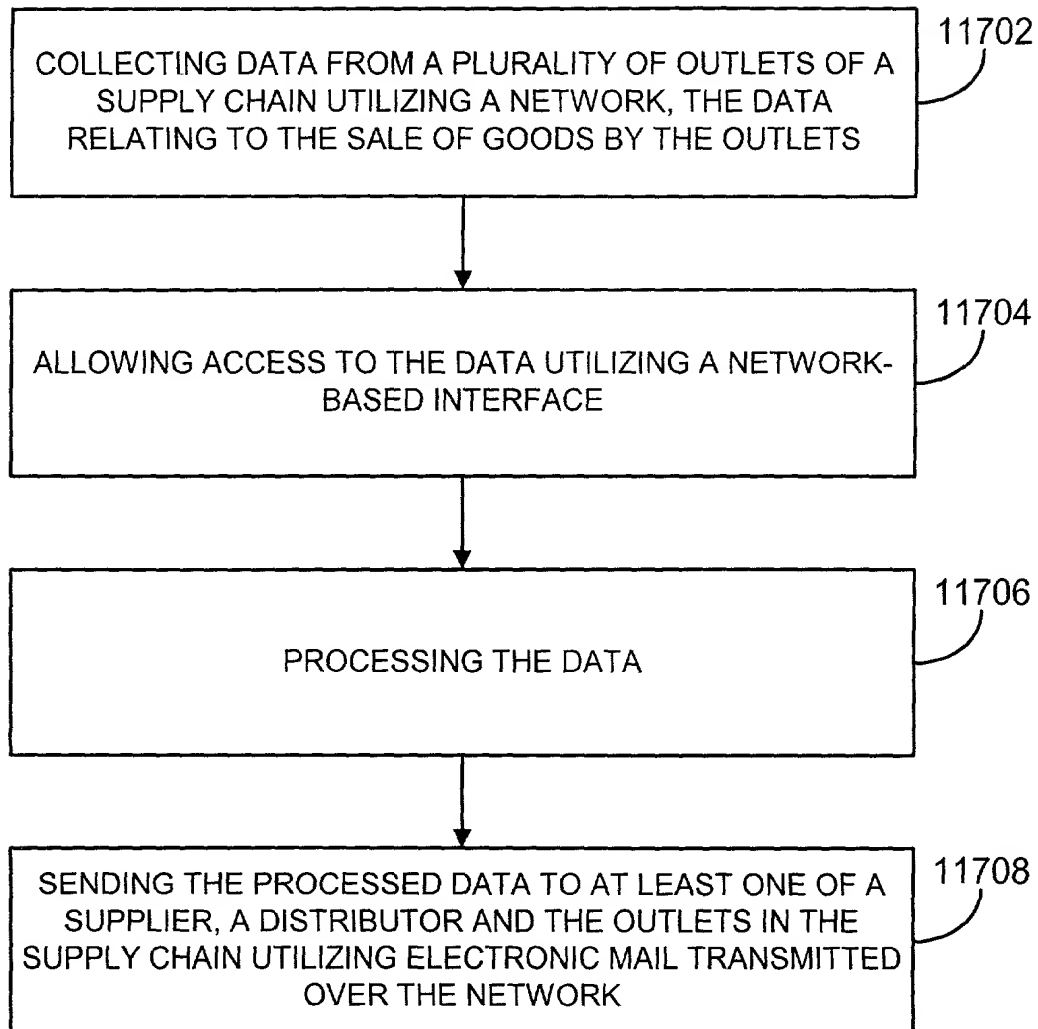 11702
COLLECTING DATA FROM A PLURALITY OF OUTLETS OF A
SUPPLY CHAIN UTILIZING A NETWORK, THE DATA
RELATING TO THE SALE OF GOODS BY THE OUTLETS
11704
ALLOWING ACCESS TO THE DATA UTILIZING A NETWORK-
BASED INTERFACE
11706
PROCESSING THE DATA
11708
SENDING THE PROCESSED DATA TO AT LEAST ONE OF A
SUPPLIER, A DISTRIBUTOR AND THE OUTLETS IN THE
SUPPLY CHAIN UTILIZING ELECTRONIC MAIL TRANSMITTED
OVER THE NETWORK